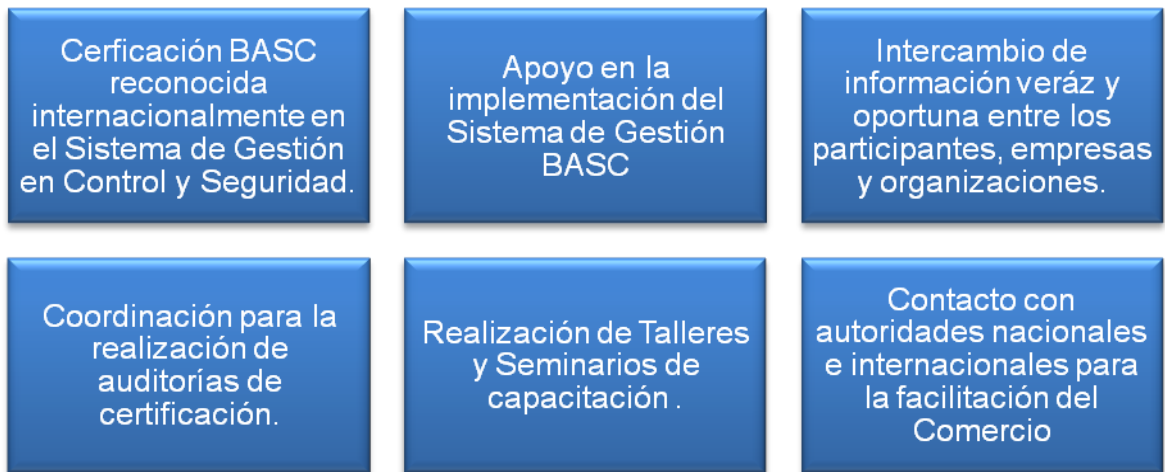 Cerficación BASC
reconocida
internacionalmente en
el Sistema de Gestión
en Control y Seguridad.
Apoyo en la
implementación del
Sistema de Gestión
BASC
Intercambio de
información veráz y
oportuna entre los
participantes, empresas
y organizaciones.
Coordinación para la
realización de
auditorías de
certificación.
Realización de Talleres
y Seminarios de
capacitación .
Contacto con
autoridades nacionales
e internacionales para
la facilitación del
Comercio